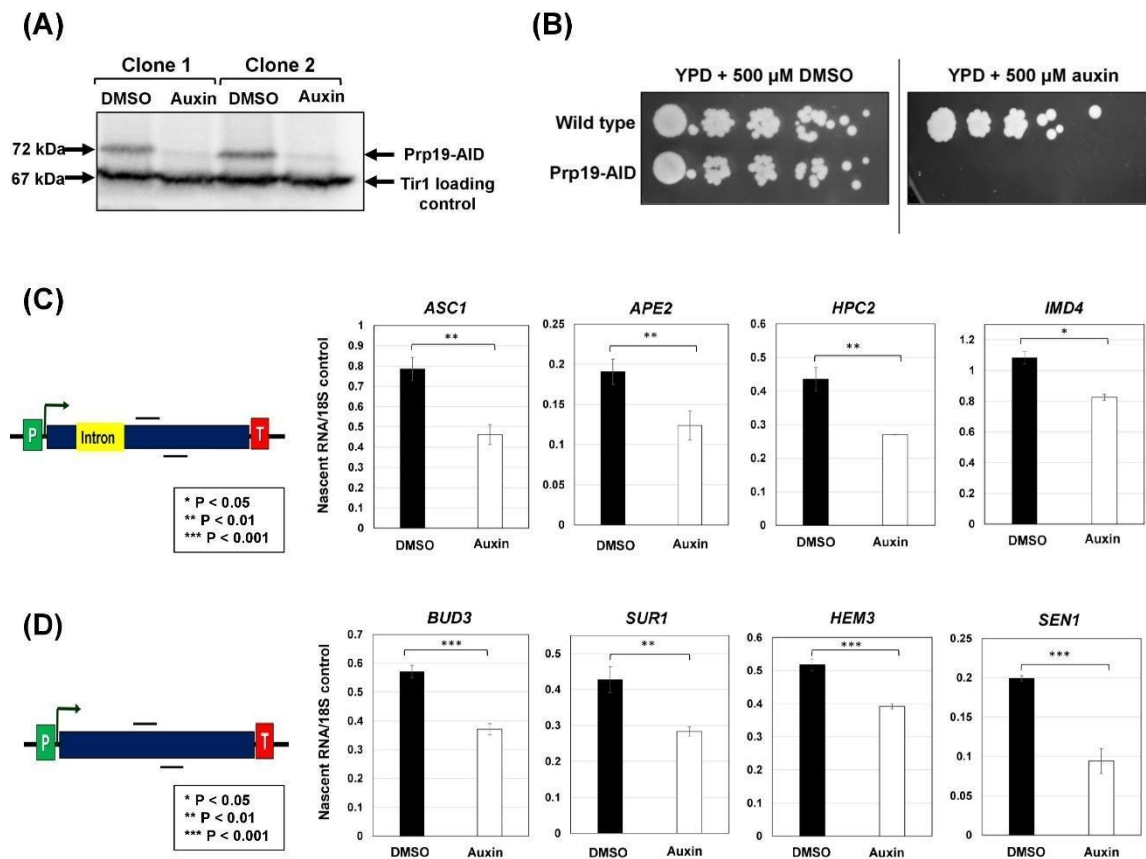 (A)
Clone 1 Clone 2
DMSO Auxin DMSO Auxin
72 kDa
67 kDa
Prp19-AID
Tir1 loading
control
(B)
YPD + 500 µM DMSO
YPD + 500 µM auxin
Wild type
Prp19-AID
(C)
P
Intron
T
* P < 0.05
** P < 0.01
*** P < 0.001
Nascent RNA/18S control
ASC1
1
0.9
0.8
0.7
0.6
0.5
0.4
0.3
0.2
0.1
0
**
DMSO Auxin
APE2
0.25
0.2
0.15
0.1
0.05
0
**
DMSO Auxin
HPC2
0.6
0.5
0.4
0.3
0.2
0.1
0
**
DMSO Auxin
IMD4
1.2
1
0.8
0.6
0.4
0.2
0
*
DMSO Auxin
(D)
P
T
* P < 0.05
** P < 0.01
*** P < 0.001
Nascent RNA/18S control
BUD3
0.7
0.6
0.5
0.4
0.3
0.2
0.1
0
***
DMSO Auxin
SUR1
0.5
0.4
0.3
0.2
0.1
0
**
DMSO Auxin
HEM3
0.6
0.5
0.4
0.3
0.2
0.1
0
***
DMSO Auxin
SEN1
0.2
0.15
0.1
0.05
0
***
DMSO Auxin